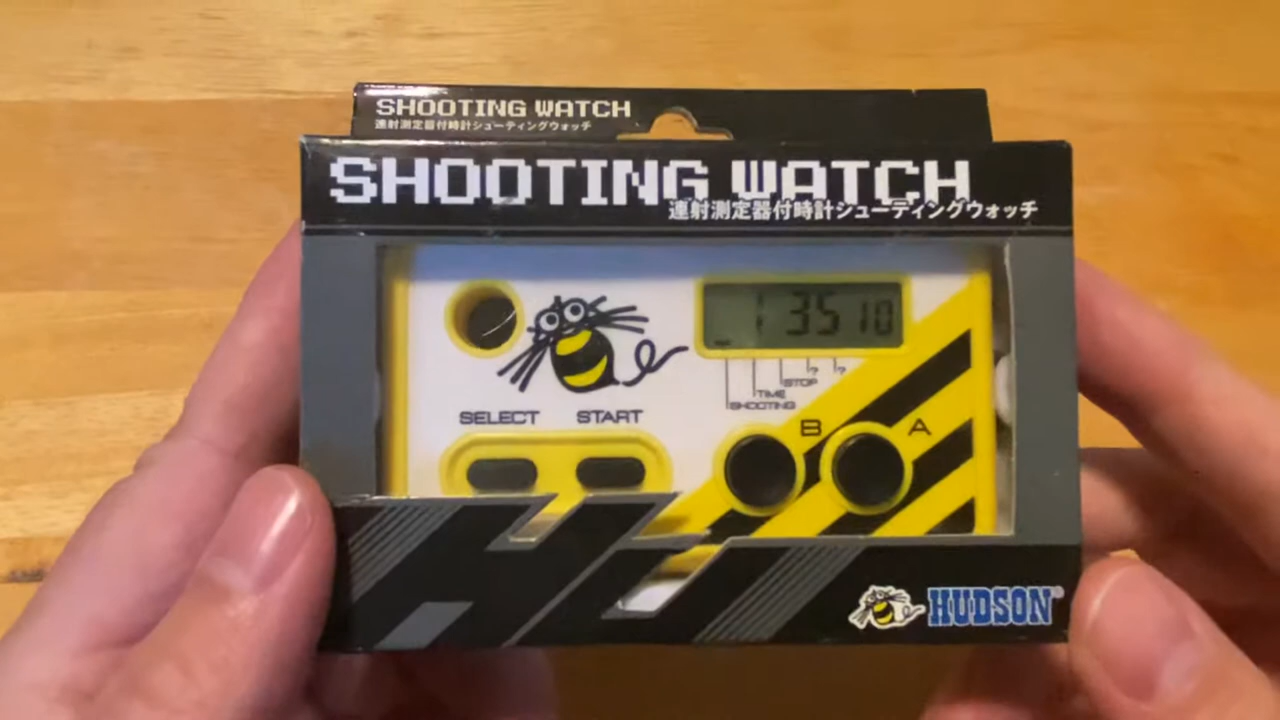 SHOOTING WATCH
連射測定器付時計シューティングウォッチ
SHOOTING WATCH
連射測定器付時計シューティングウォッチ
1 35 10
? ?
STOP
TIME
SHOOTING
SELECT START
B A
HUDSON®